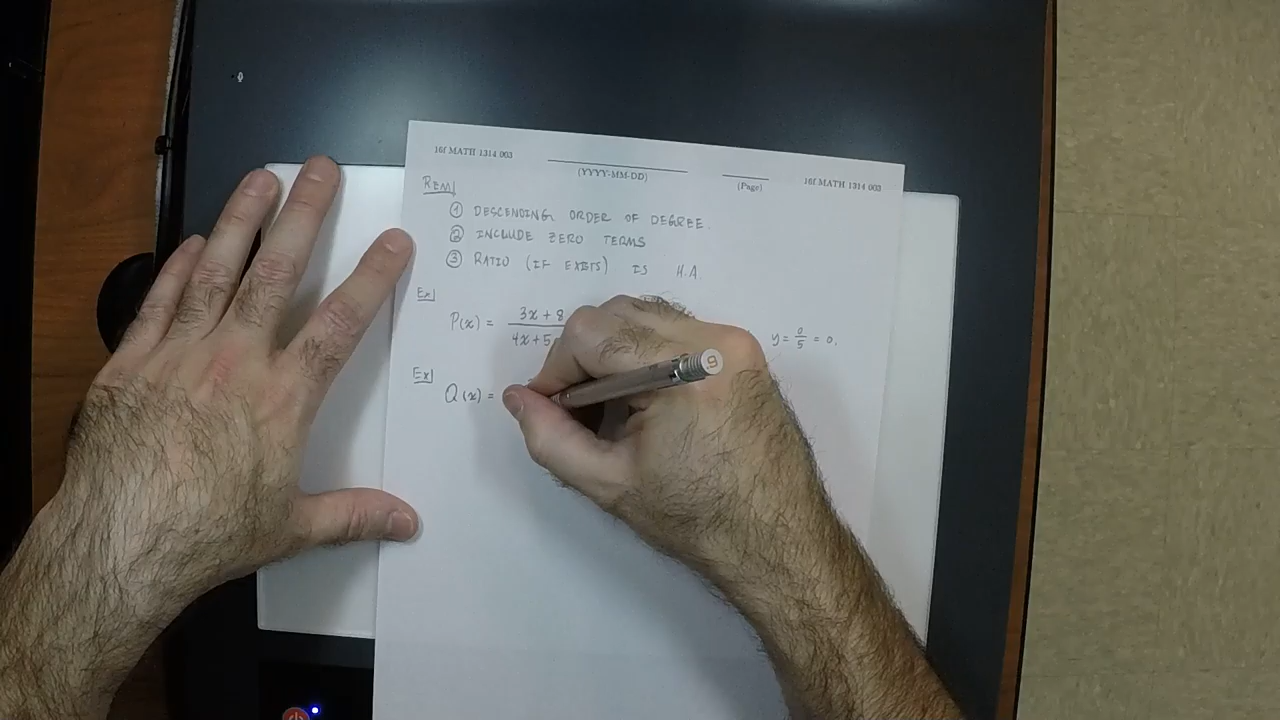 16f MATH 1314 003 (YYYY-MM-DD) (Page) 16f MATH 1314 003
REM
① DESCENDING ORDER OF DEGREE.
② INCLUDE ZERO TERMS
③ RATIO (IF EXISTS) IS H.A.
Ex
P(x) = 3x + 8 / 4x + 5 y = 0/5 = 0.
Ex
Q(x) =